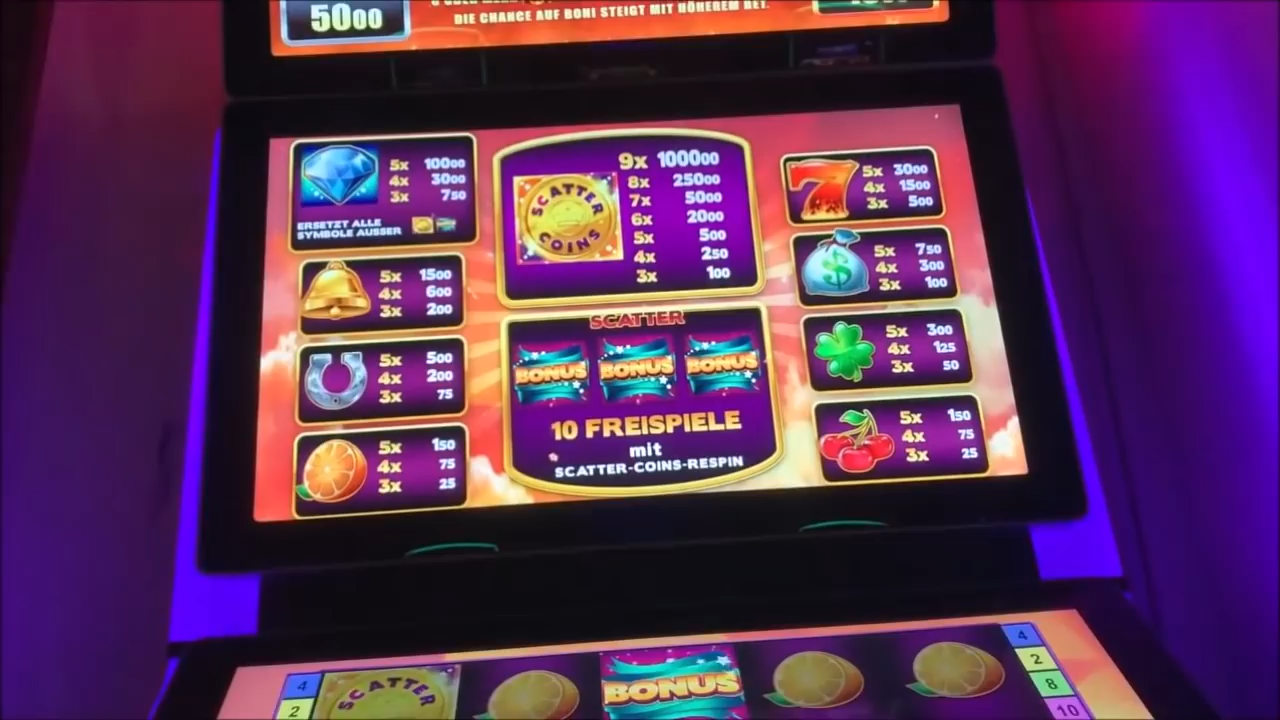 5000
DIE CHANCE AUF BONI STEIGT MIT HÖHEREM BET.
5x 10000
4x 3000
3x 750
ERSETZT ALLE
SYMBOLE AUSSER
5x 1500
4x 600
3x 200
5x 500
4x 200
3x 75
5x 150
4x 75
3x 25
SCATTER
COINS
9x 100000
8x 25000
7x 5000
6x 2000
5x 500
4x 250
3x 100
SCATTER
BONUS BONUS BONUS
10 FREISPIELE
mit
SCATTER-COINS-RESPIN
7
5x 3000
4x 1500
3x 500
$
5x 750
4x 300
3x 100
5x 300
4x 125
3x 50
5x 150
4x 75
3x 25
4
2
SCATTER
BONUS
4
2
8
10